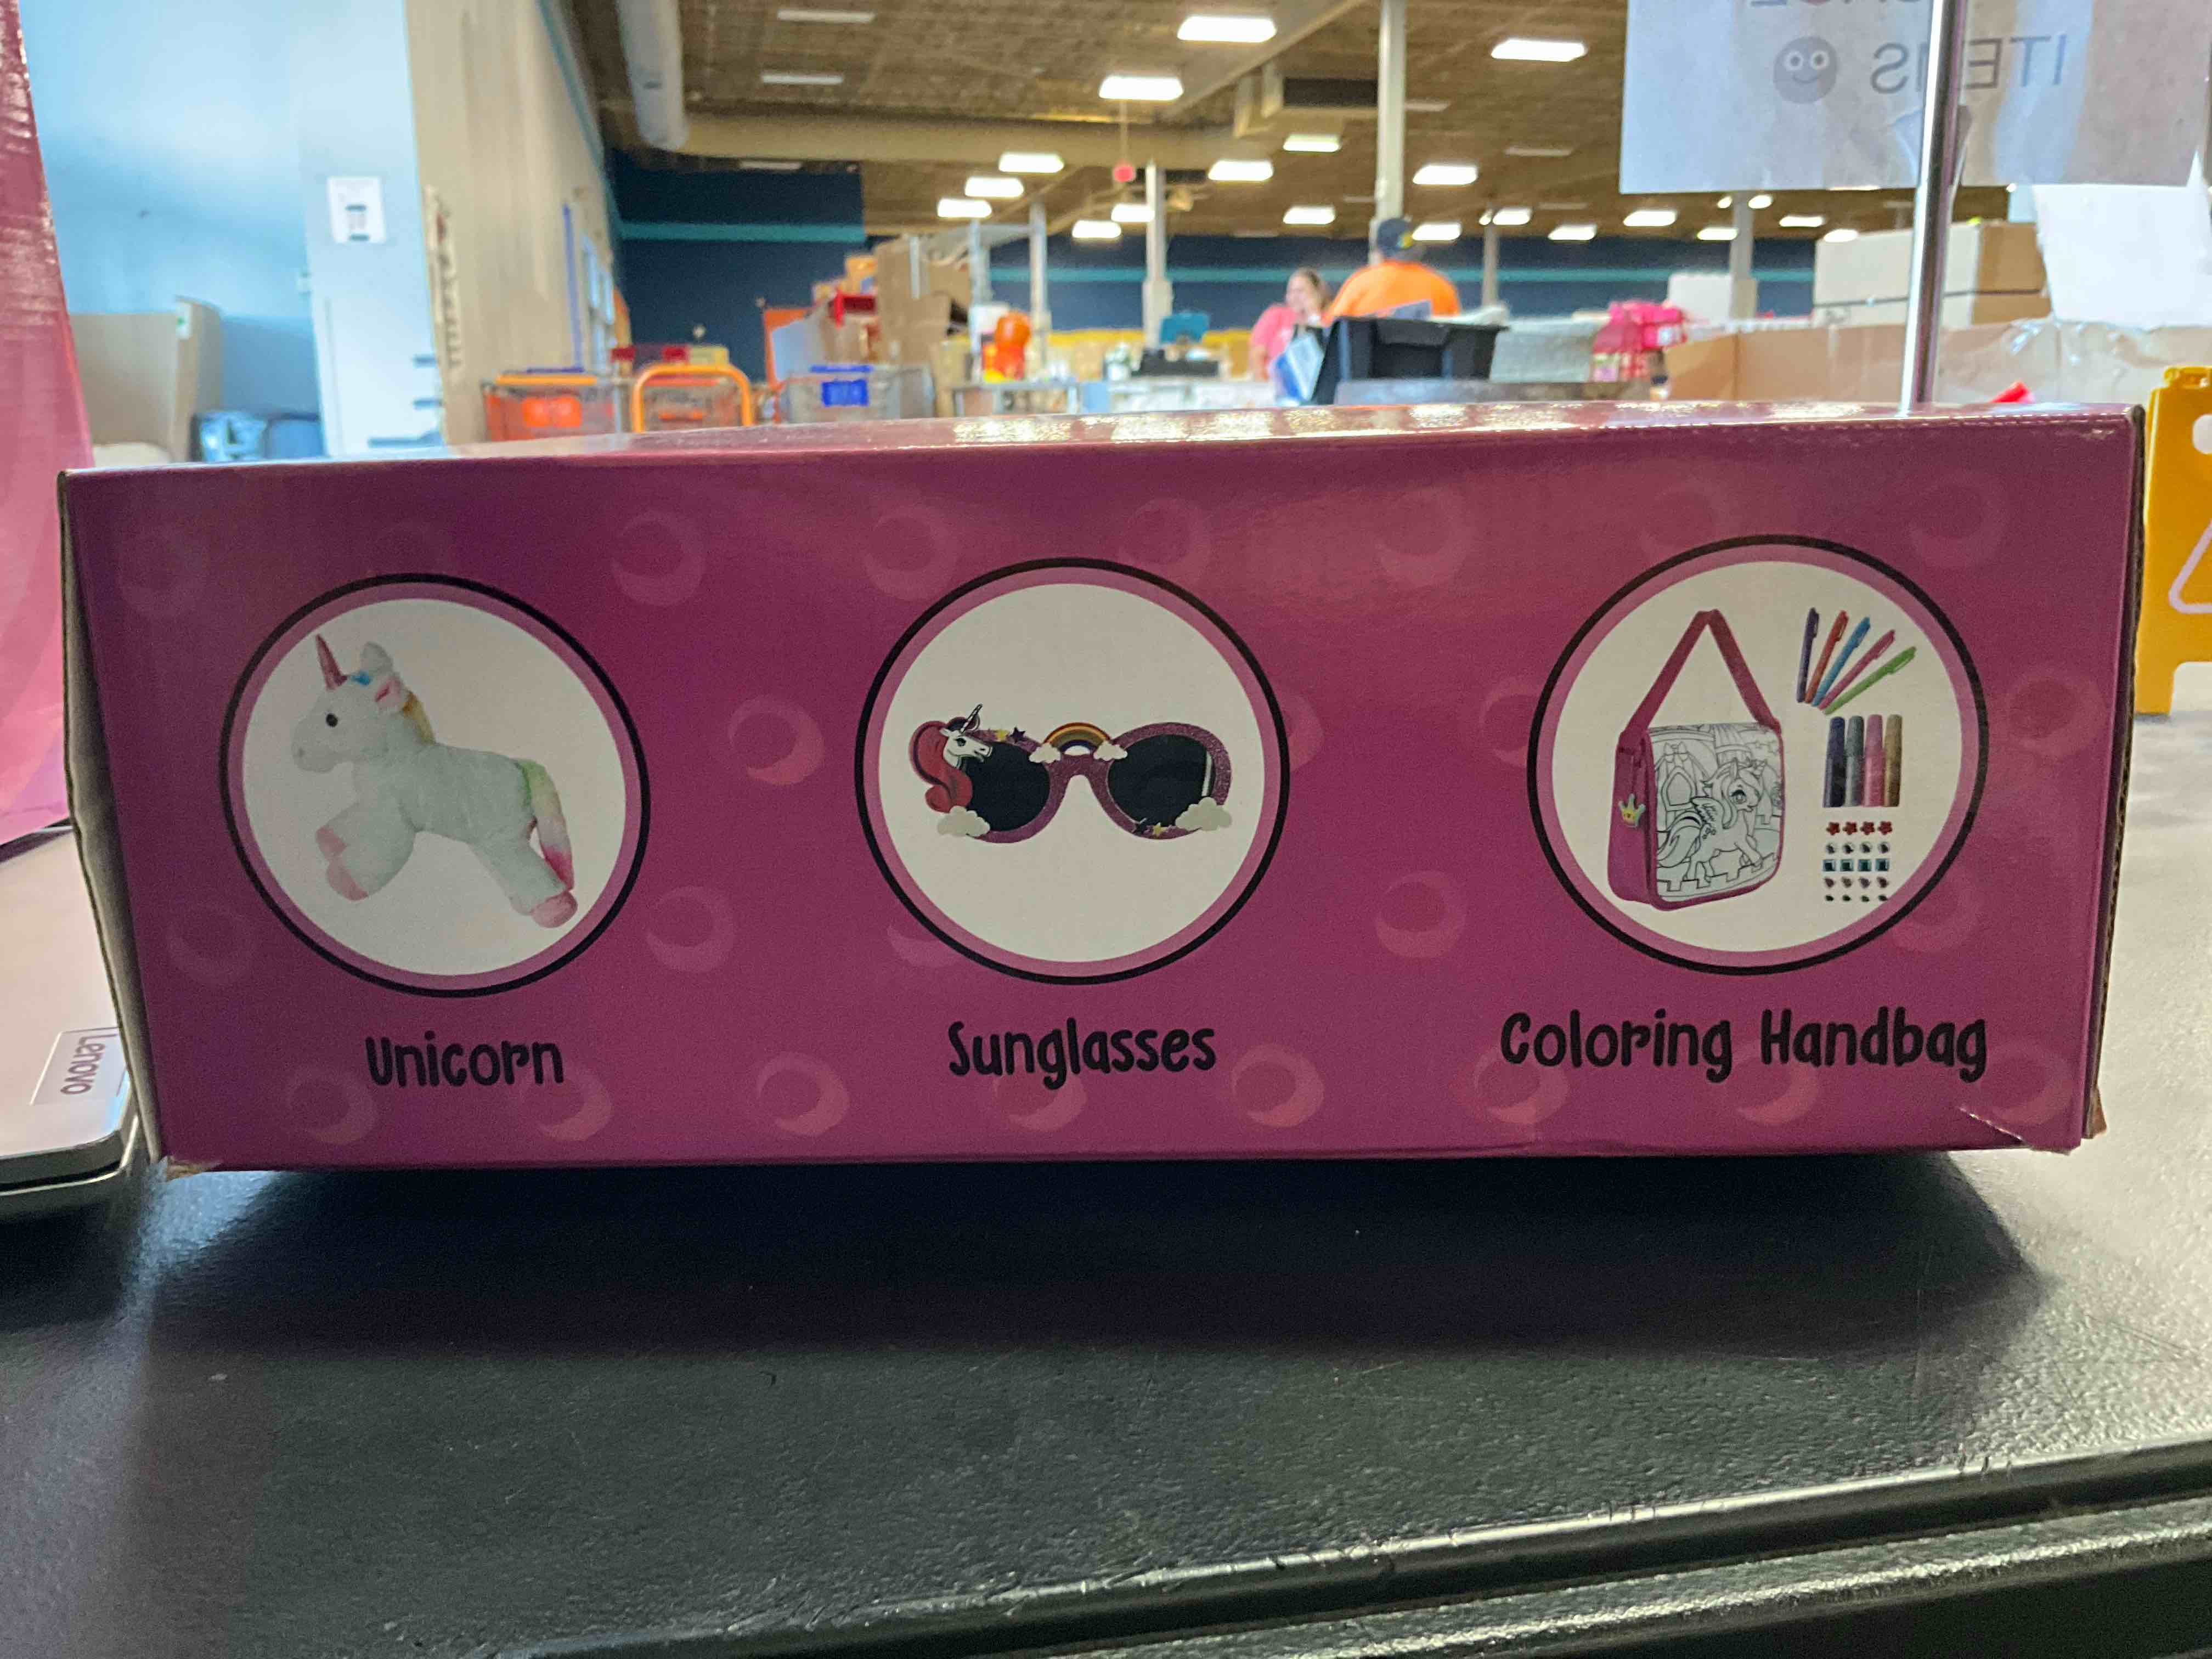 ITEMS
Unicorn
Sunglasses
Coloring Handbag
Lenovo